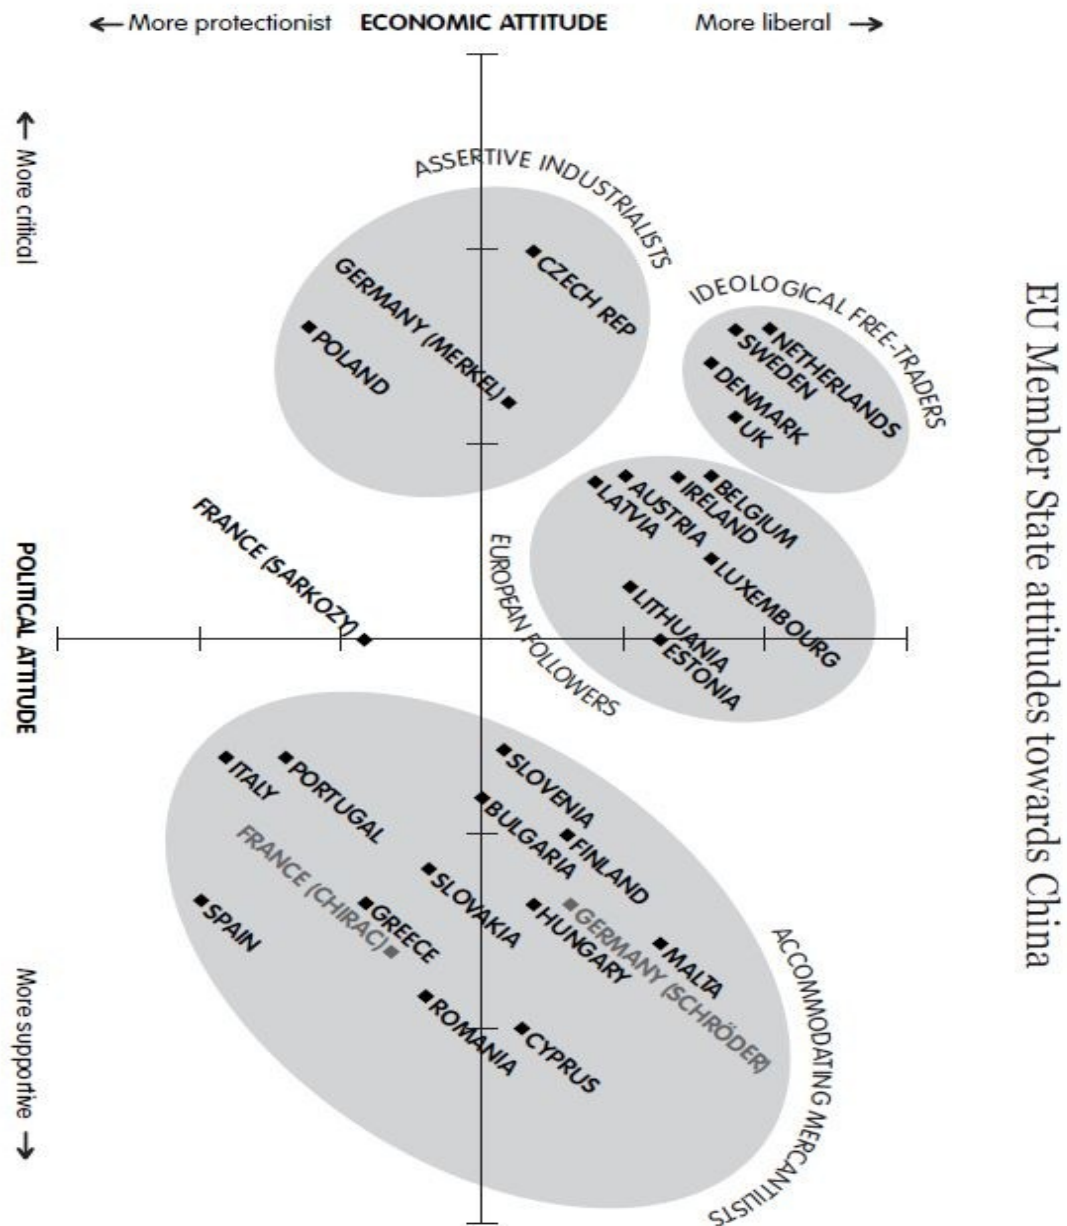 ← More protectionist ECONOMIC ATTITUDE More liberal →
← More critical
POLITICAL ATTITUDE
More supportive →
EU Member State attitudes towards China
ASSERTIVE INDUSTRIALISTS
CZECH REP
GERMANY (MERKEL)
POLAND
IDEOLOGICAL FREE-TRADERS
NETHERLANDS
SWEDEN
DENMARK
UK
FRANCE (SARKOZY)
EUROPEAN FOLLOWERS
BELGIUM
IRELAND
AUSTRIA
LATVIA
LUXEMBOURG
LITHUANIA
ESTONIA
ACCOMMODATING MERCANTILISTS
SLOVENIA
ITALY
PORTUGAL
BULGARIA
FINLAND
FRANCE (CHIRAC)
SLOVAKIA
SPAIN
GREECE
HUNGARY
GERMANY (SCHRÖDER)
MALTA
ROMANIA
CYPRUS